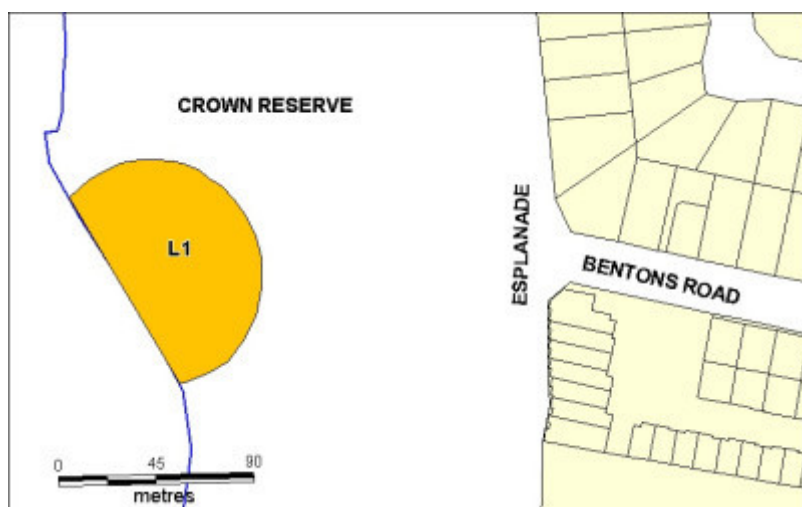 CROWN RESERVE
L1
ESPLANADE
BENTONS ROAD
0 45 90
metres